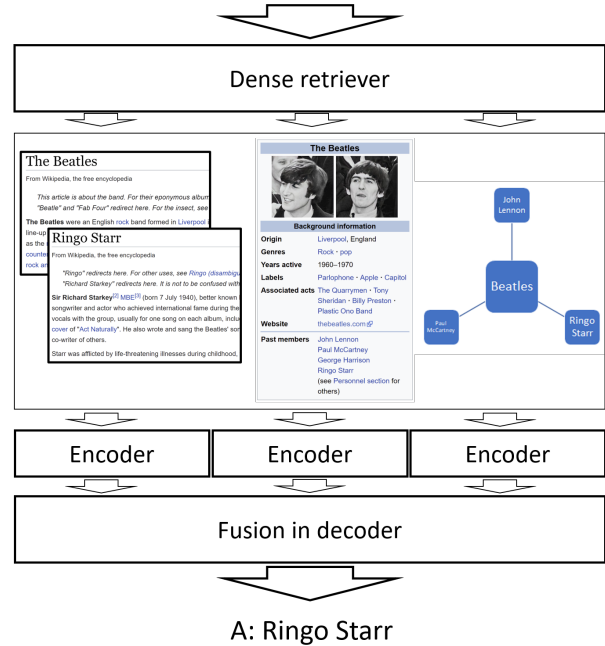 Dense retriever
The Beatles
From Wikipedia, the free encyclopedia
This article is about the band. For their eponymous album
"Beatle" and "Fab Four" redirect here. For the insect, see
The Beatles were an English rock band formed in Liverpool
line-up
as the
counter
rock an
Ringo Starr
From Wikipedia, the free encyclopedia
"Ringo" redirects here. For other uses, see Ringo (disambigu
"Richard Starkey" redirects here. It is not to be confused with
Sir Richard Starkey[2] MBE[3] (born 7 July 1940), better known
songwriter and actor who achieved international fame during the
vocals with the group, usually for one song on each album, inclu
cover of "Act Naturally". He also wrote and sang the Beatles' son
co-writer of others.
Starr was afflicted by life-threatening illnesses during childhood,
The Beatles
Background information
Origin Liverpool, England
Genres Rock · pop
Years active 1960–1970
Labels Parlophone · Apple · Capitol
Associated acts The Quarrymen · Tony
Sheridan · Billy Preston ·
Plastic Ono Band
Website thebeatles.com
Past members John Lennon
Paul McCartney
George Harrison
Ringo Starr
(see Personnel section for
others)
John
Lennon
Beatles
Paul
McCartney
Ringo
Starr
Encoder Encoder Encoder
Fusion in decoder
A: Ringo Starr